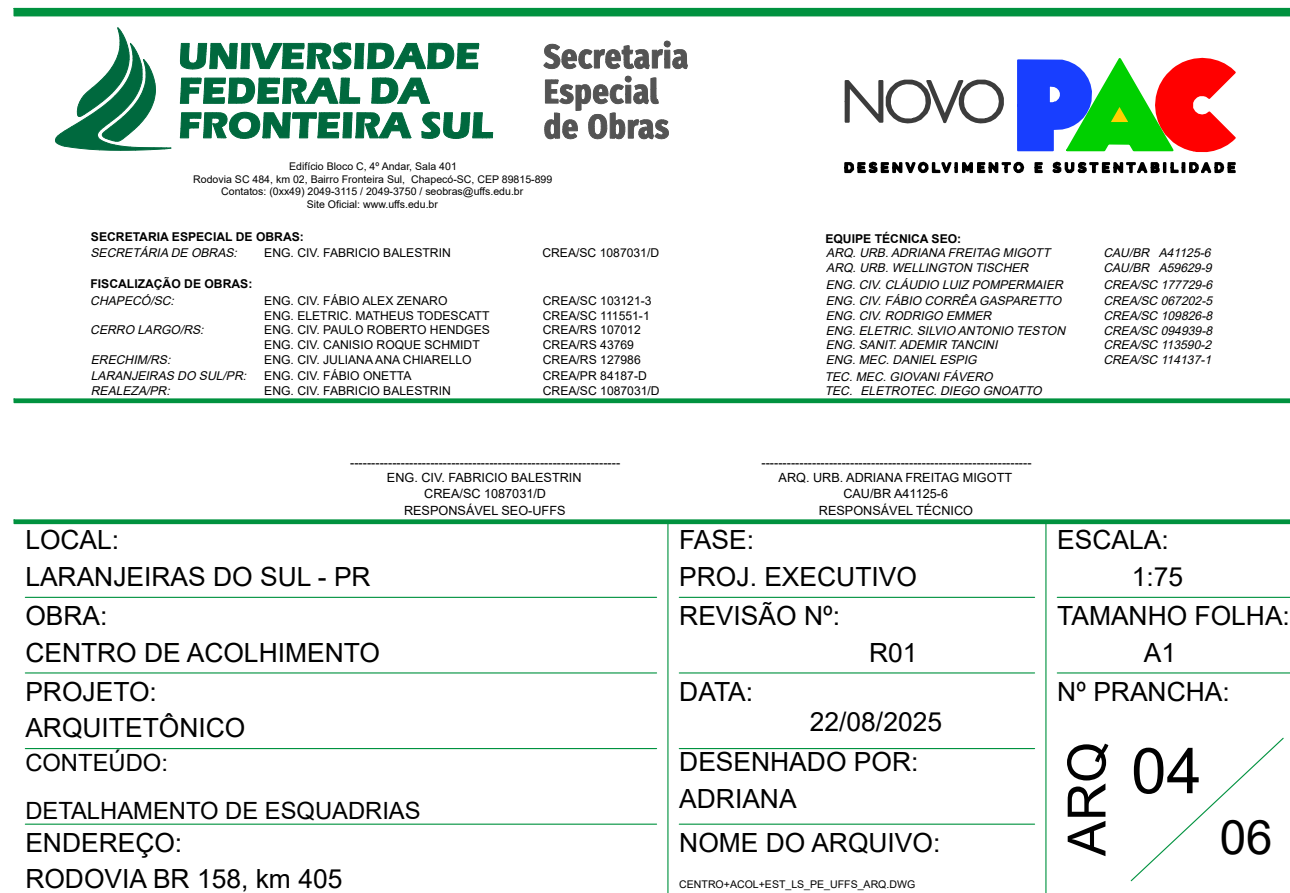 UNIVERSIDADE
FEDERAL DA
FRONTEIRA SUL
Secretaria
Especial
de Obras
NOVO PAC
DESENVOLVIMENTO E SUSTENTABILIDADE
Edifício Bloco C, 4º Andar, Sala 401
Rodovia SC 484, km 02, Bairro Fronteira Sul, Chapecó-SC, CEP 89815-899
Contatos: (0xx49) 2049-3115 / 2049-3750 / seobras@uffs.edu.br
Site Oficial: www.uffs.edu.br
SECRETARIA ESPECIAL DE OBRAS:
SECRETÁRIA DE OBRAS: ENG. CIV. FABRICIO BALESTRIN CREA/SC 1087031/D
FISCALIZAÇÃO DE OBRAS:
CHAPECÓ/SC: ENG. CIV. FÁBIO ALEX ZENARO CREA/SC 103121-3
ENG. ELETRIC. MATHEUS TODESCATT CREA/SC 111551-1
CERRO LARGO/RS: ENG. CIV. PAULO ROBERTO HENDGES CREA/RS 107012
ENG. CIV. CANISIO ROQUE SCHMIDT CREA/RS 43769
ERECHIM/RS: ENG. CIV. JULIANA ANA CHIARELLO CREA/RS 127986
LARANJEIRAS DO SUL/PR: ENG. CIV. FÁBIO ONETTA CREA/PR 84187-D
REALEZA/PR: ENG. CIV. FABRICIO BALESTRIN CREA/SC 1087031/D
EQUIPE TÉCNICA SEO:
ARQ. URB. ADRIANA FREITAG MIGOTT CAU/BR A41125-6
ARQ. URB. WELLINGTON TISCHER CAU/BR A59629-9
ENG. CIV. CLÁUDIO LUIZ POMPERMAIER CREA/SC 177729-6
ENG. CIV. FÁBIO CORRÊA GASPARETTO CREA/SC 067202-5
ENG. CIV. RODRIGO EMMER CREA/SC 109826-8
ENG. ELETRIC. SILVIO ANTONIO TESTON CREA/SC 094939-8
ENG. SANIT. ADEMIR TANCINI CREA/SC 113590-2
ENG. MEC. DANIEL ESPIG CREA/SC 114137-1
TEC. MEC. GIOVANI FÁVERO
TEC. ELETROTEC. DIEGO GNOATTO
ENG. CIV. FABRICIO BALESTRIN
CREA/SC 1087031/D
RESPONSÁVEL SEO-UFFS
ARQ. URB. ADRIANA FREITAG MIGOTT
CAU/BR A41125-6
RESPONSÁVEL TÉCNICO
LOCAL:
LARANJEIRAS DO SUL - PR
OBRA:
CENTRO DE ACOLHIMENTO
PROJETO:
ARQUITETÔNICO
CONTEÚDO:
DETALHAMENTO DE ESQUADRIAS
ENDEREÇO:
RODOVIA BR 158, km 405
FASE:
PROJ. EXECUTIVO
REVISÃO Nº:
R01
DATA:
22/08/2025
DESENHADO POR:
ADRIANA
NOME DO ARQUIVO:
CENTRO+ACOL+EST_LS_PE_UFFS_ARQ.DWG
ESCALA:
1:75
TAMANHO FOLHA:
A1
Nº PRANCHA:
ARQ
04
06